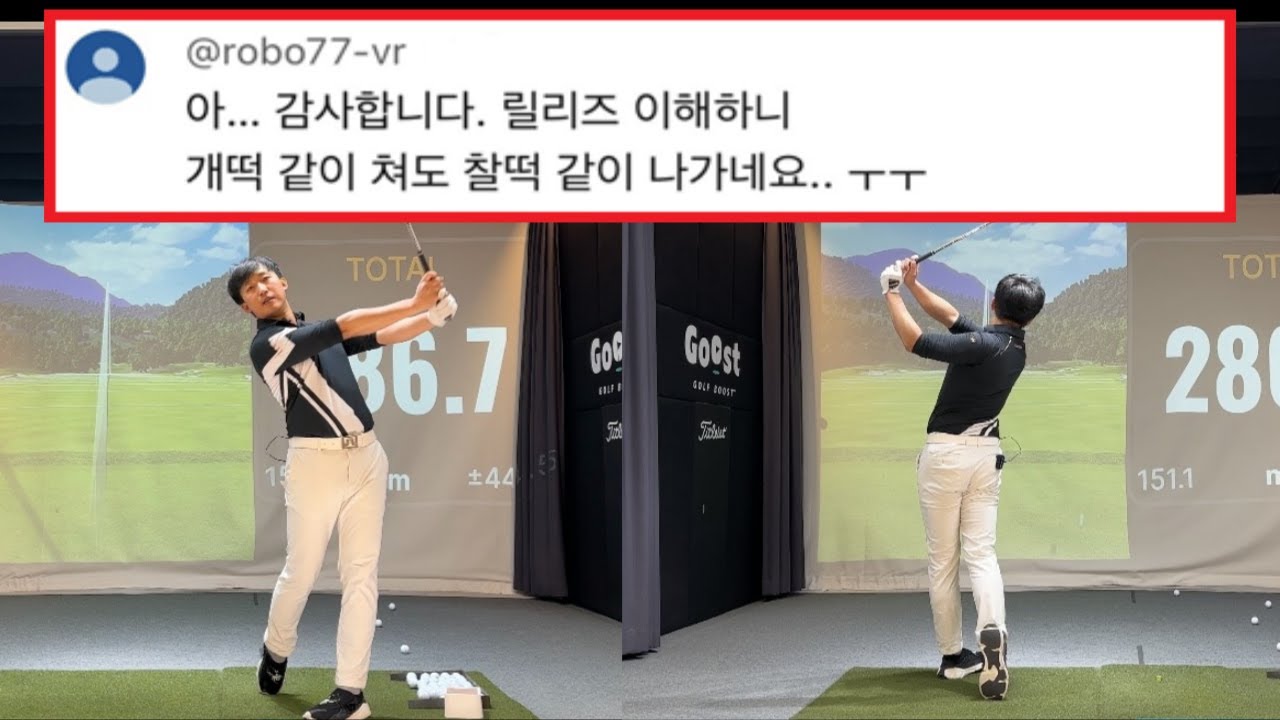 @robo77-vr
아... 감사합니다. 릴리즈 이해하니
개떡 같이 쳐도 찰떡 같이 나가네요.. ㅜㅜ
TOTAL
86.7
m
GOLF BOOST
Titleist
Goost
GOLF BOOST
Titleist
TOT
280
151.1
m